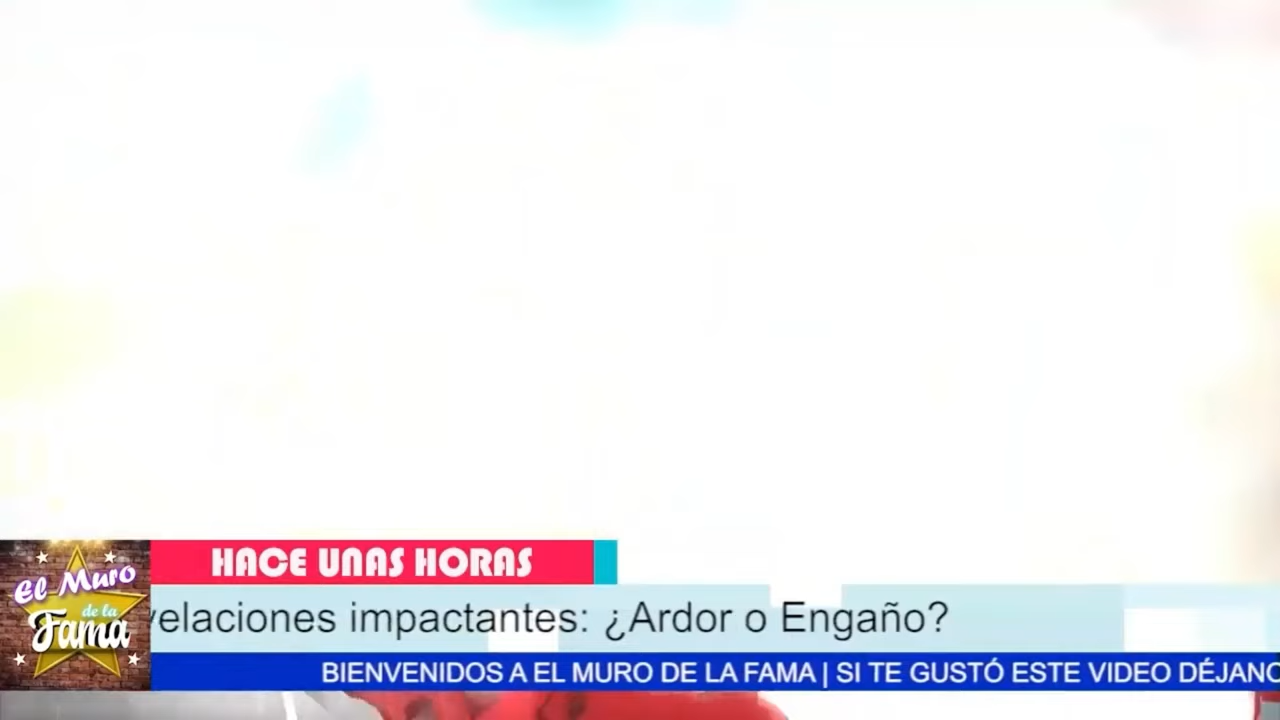 HACE UNAS HORAS
El Muro
de la
Fama
velaciones impactantes: ¿Ardor o Engaño?
BIENVENIDOS A EL MURO DE LA FAMA | SI TE GUSTÓ ESTE VIDEO DÉJANO